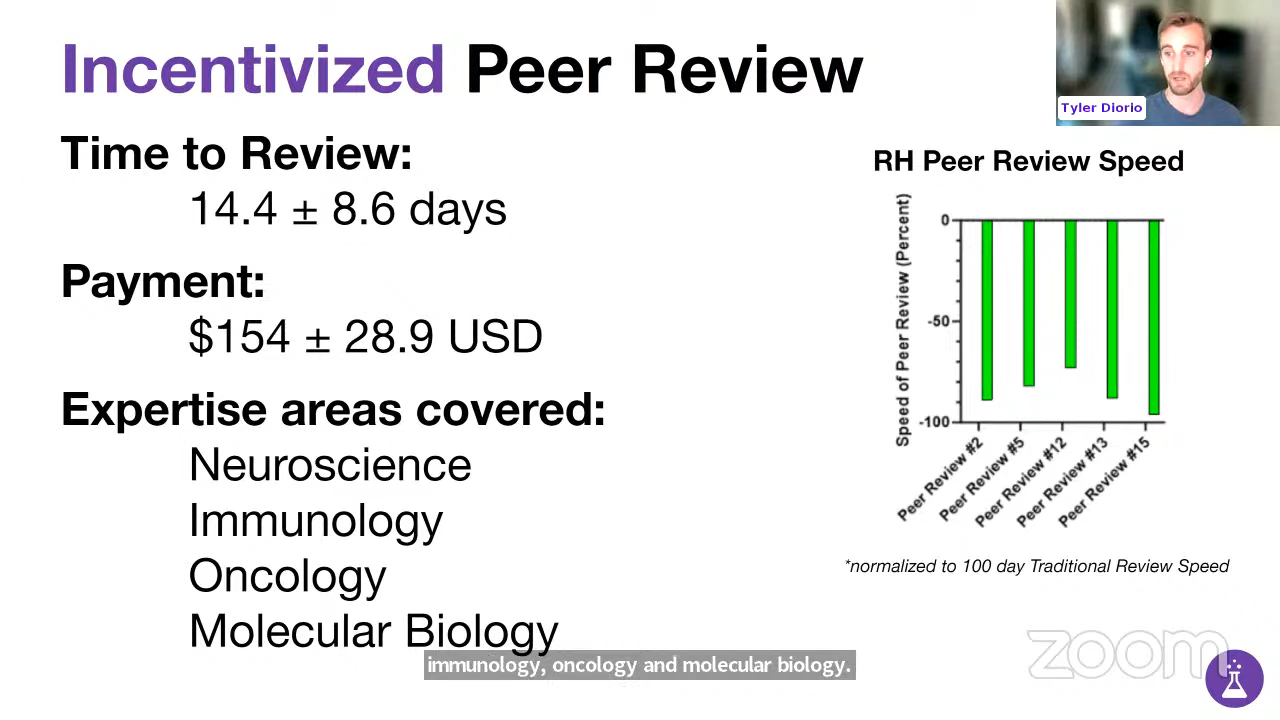 Incentivized Peer Review
Tyler Diorio
Time to Review:
14.4 ± 8.6 days
Payment:
$154 ± 28.9 USD
Expertise areas covered:
Neuroscience
Immunology
Oncology
Molecular Biology
RH Peer Review Speed
Speed of Peer Review (Percent)
0
-50
-100
Peer Review #2
Peer Review #5
Peer Review #12
Peer Review #13
Peer Review #15
*normalized to 100 day Traditional Review Speed
immunology, oncology and molecular biology.
zoom